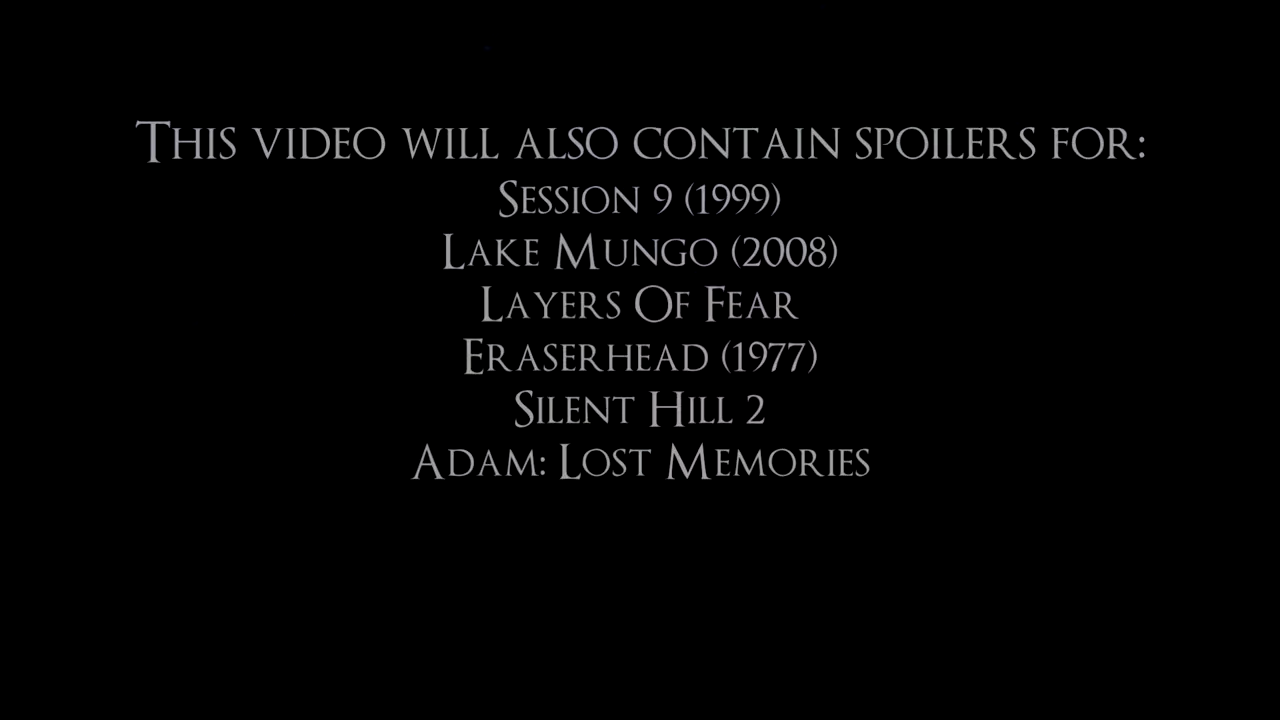 This video will also contain spoilers for:
Session 9 (1999)
Lake Mungo (2008)
Layers Of Fear
Eraserhead (1977)
Silent Hill 2
Adam: Lost Memories